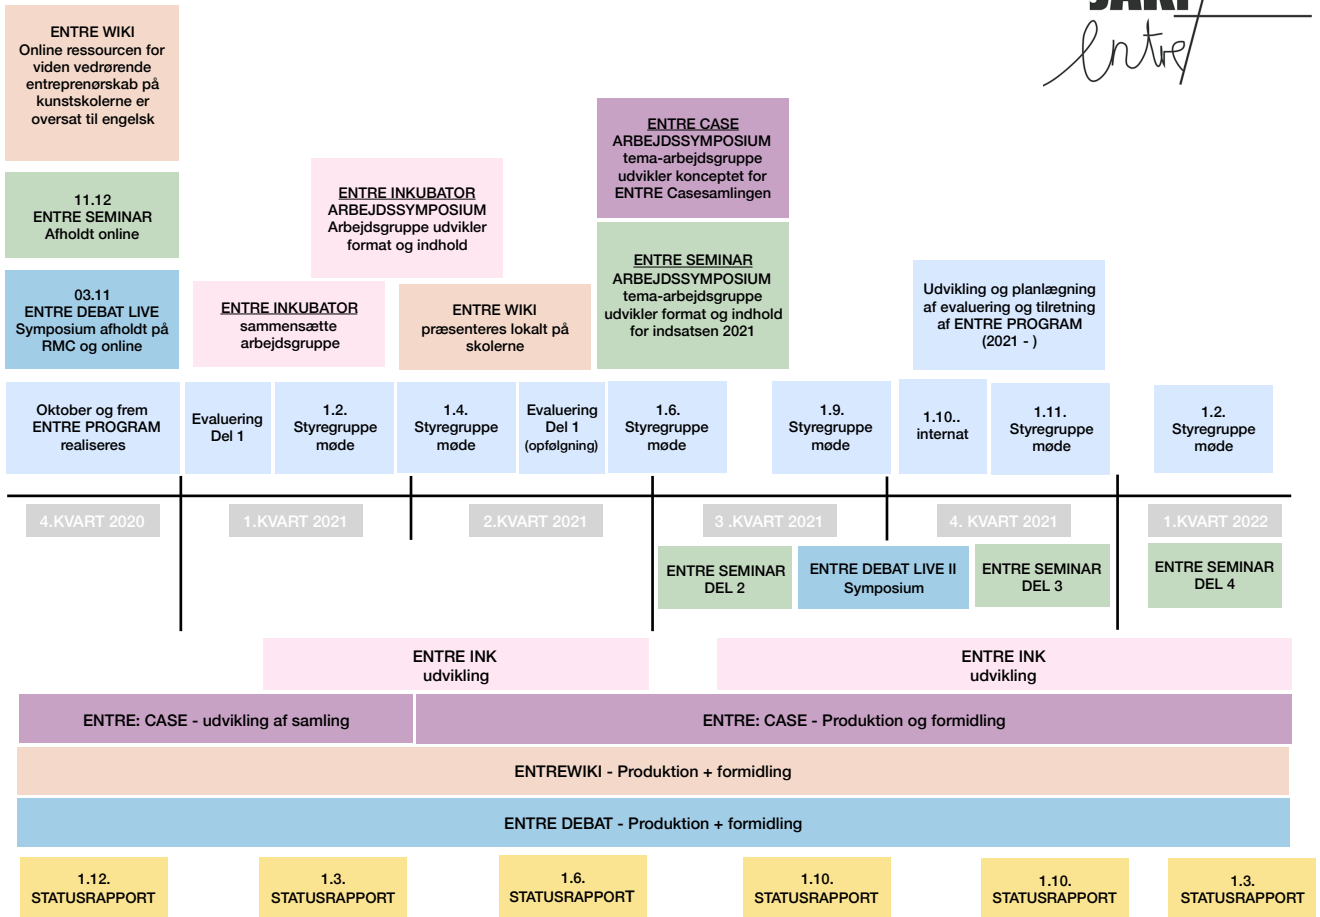 SAKI
entre
ENTRE WIKI
Online ressourcen for
viden vedrørende
entreprenørskab på
kunstskolerne er
oversat til engelsk
11.12
ENTRE SEMINAR
Afholdt online
03.11
ENTRE DEBAT LIVE
Symposium afholdt på
RMC og online
ENTRE INKUBATOR
ARBEJDSSYMPOSIUM
Arbejdsgruppe udvikler
format og indhold
ENTRE INKUBATOR
sammensætte
arbejdsgruppe
ENTRE WIKI
præsenteres lokalt på
skolerne
ENTRE CASE
ARBEJDSSYMPOSIUM
tema-arbejdsgruppe
udvikler konceptet for
ENTRE Casesamlingen
ENTRE SEMINAR
ARBEJDSSYMPOSIUM
tema-arbejdsgruppe
udvikler format og indhold
for indsatsen 2021
Udvikling og planlægning
af evaluering og tilretning
af ENTRE PROGRAM
(2021 - )
Oktober og frem
ENTRE PROGRAM
realiseres
Evaluering
Del 1
1.2.
Styregruppe
møde
1.4.
Styregruppe
møde
Evaluering
Del 1
(opfølgning)
1.6.
Styregruppe
møde
1.9.
Styregruppe
møde
1.10..
internat
1.11.
Styregruppe
møde
1.2.
Styregruppe
møde
4.KVART 2020
1.KVART 2021
2.KVART 2021
3 .KVART 2021
4. KVART 2021
1.KVART 2022
ENTRE SEMINAR
DEL 2
ENTRE DEBAT LIVE II
Symposium
ENTRE SEMINAR
DEL 3
ENTRE SEMINAR
DEL 4
ENTRE INK
udvikling
ENTRE INK
udvikling
ENTRE: CASE - udvikling af samling
ENTRE: CASE - Produktion og formidling
ENTREWIKI - Produktion + formidling
ENTRE DEBAT - Produktion + formidling
1.12.
STATUSRAPPORT
1.3.
STATUSRAPPORT
1.6.
STATUSRAPPORT
1.10.
STATUSRAPPORT
1.10.
STATUSRAPPORT
1.3.
STATUSRAPPORT